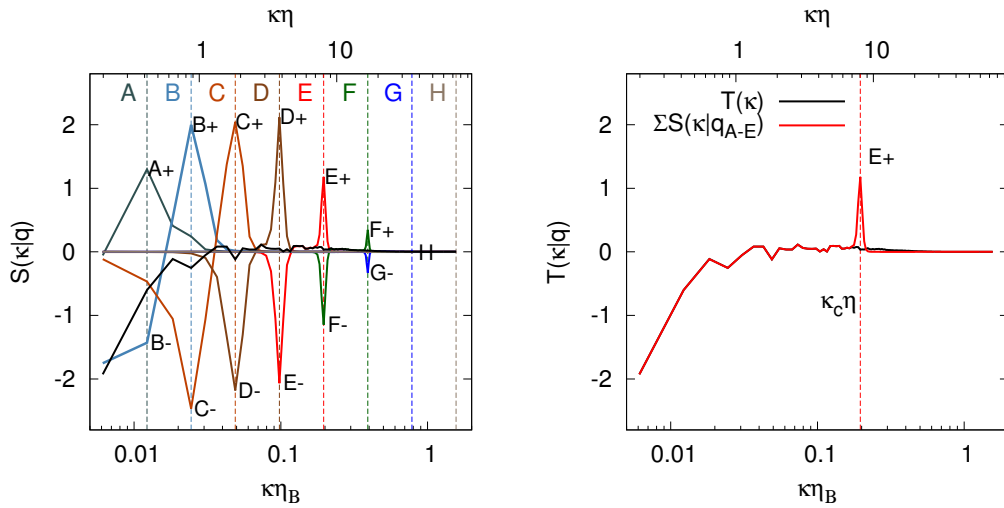 κη
1 10
A B C D E F G H
2
1
0
-1
-2
S(κ|q)
A+
B+
C+
D+
E+
F+
H
G-
B-
C-
D-
E-
F-
0.01 0.1 1
κη_B
κη
1 10
T(κ)
ΣS(κ|q_A-E)
E+
κ_cη
2
1
0
-1
-2
T(κ|q)
0.01 0.1 1
κη_B